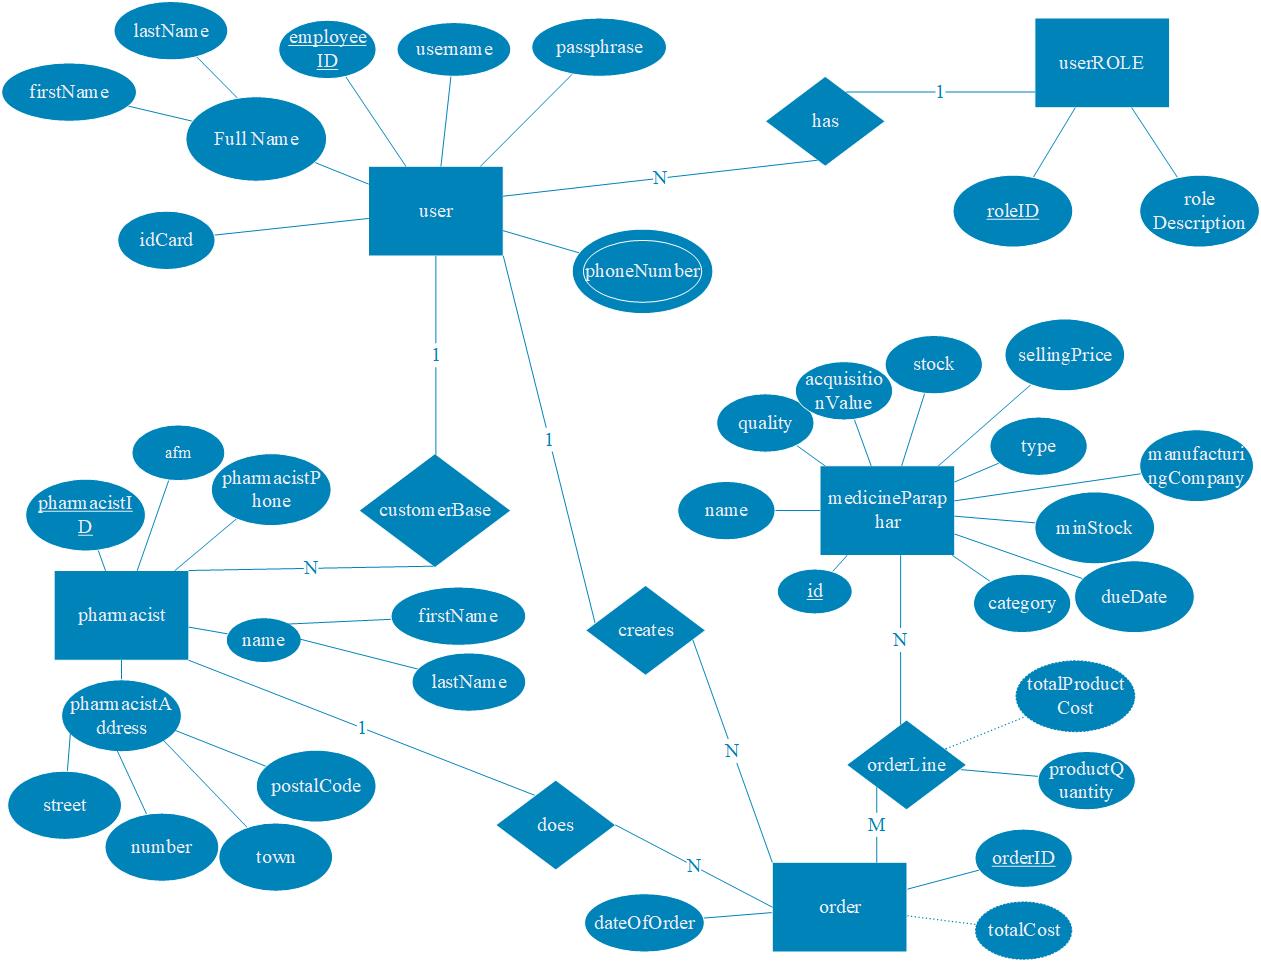 lastName
employee
ID
username
passphrase
userROLE
firstName
1
has
Full Name
N
user
roleID
role
Description
idCard
phoneNumber
1
sellingPrice
stock
acquisitio
nValue
quality
1
type
afm
manufacturi
ngCompany
pharmacistP
hone
pharmacistI
D
customerBase
name
medicinePara
phar
minStock
N
id
category
dueDate
pharmacist
firstName
creates
name
N
lastName
totalProduct
Cost
pharmacistA
ddress
1
N
orderLine
productQ
uantity
postalCode
street
does
M
number
town
orderID
N
order
dateOfOrder
totalCost